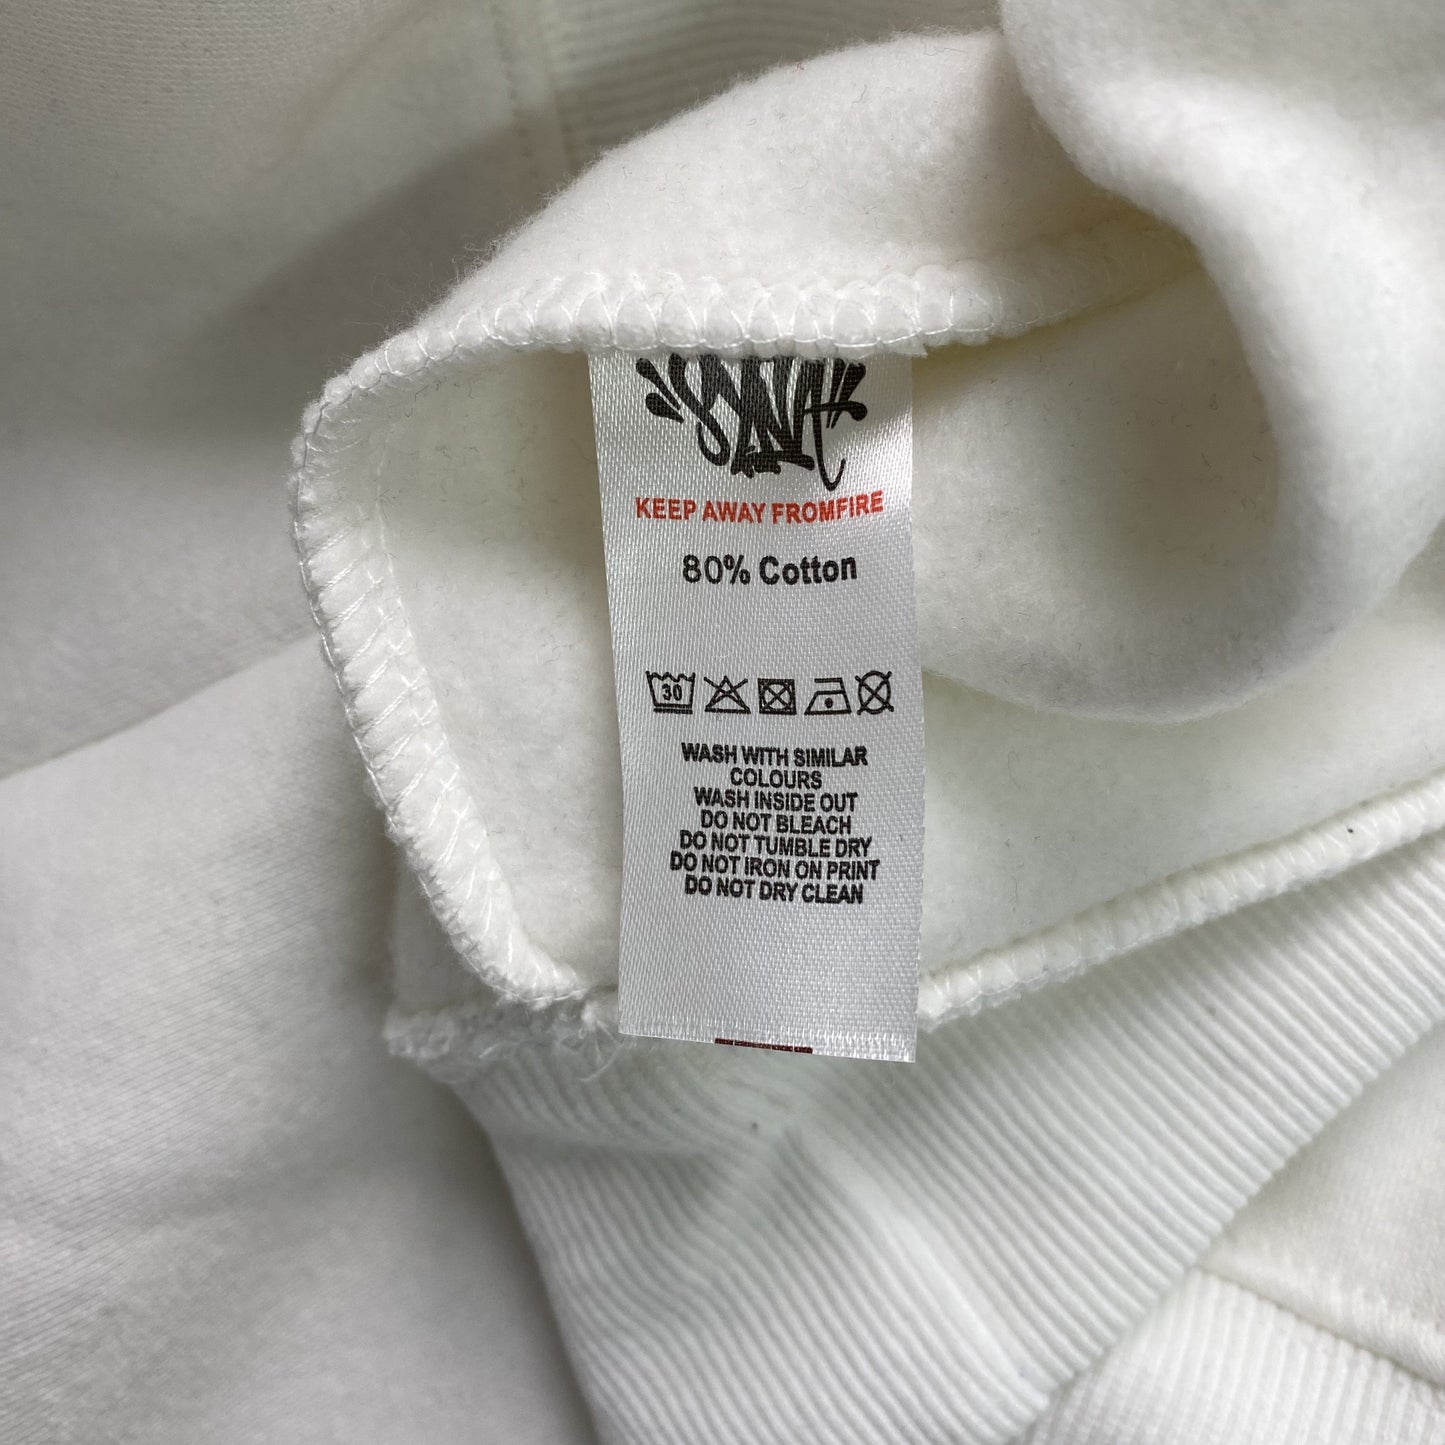 SYNA
KEEP AWAY FROMFIRE
80% Cotton
30
WASH WITH SIMILAR
COLOURS
WASH INSIDE OUT
DO NOT BLEACH
DO NOT TUMBLE DRY
DO NOT IRON ON PRINT
DO NOT DRY CLEAN